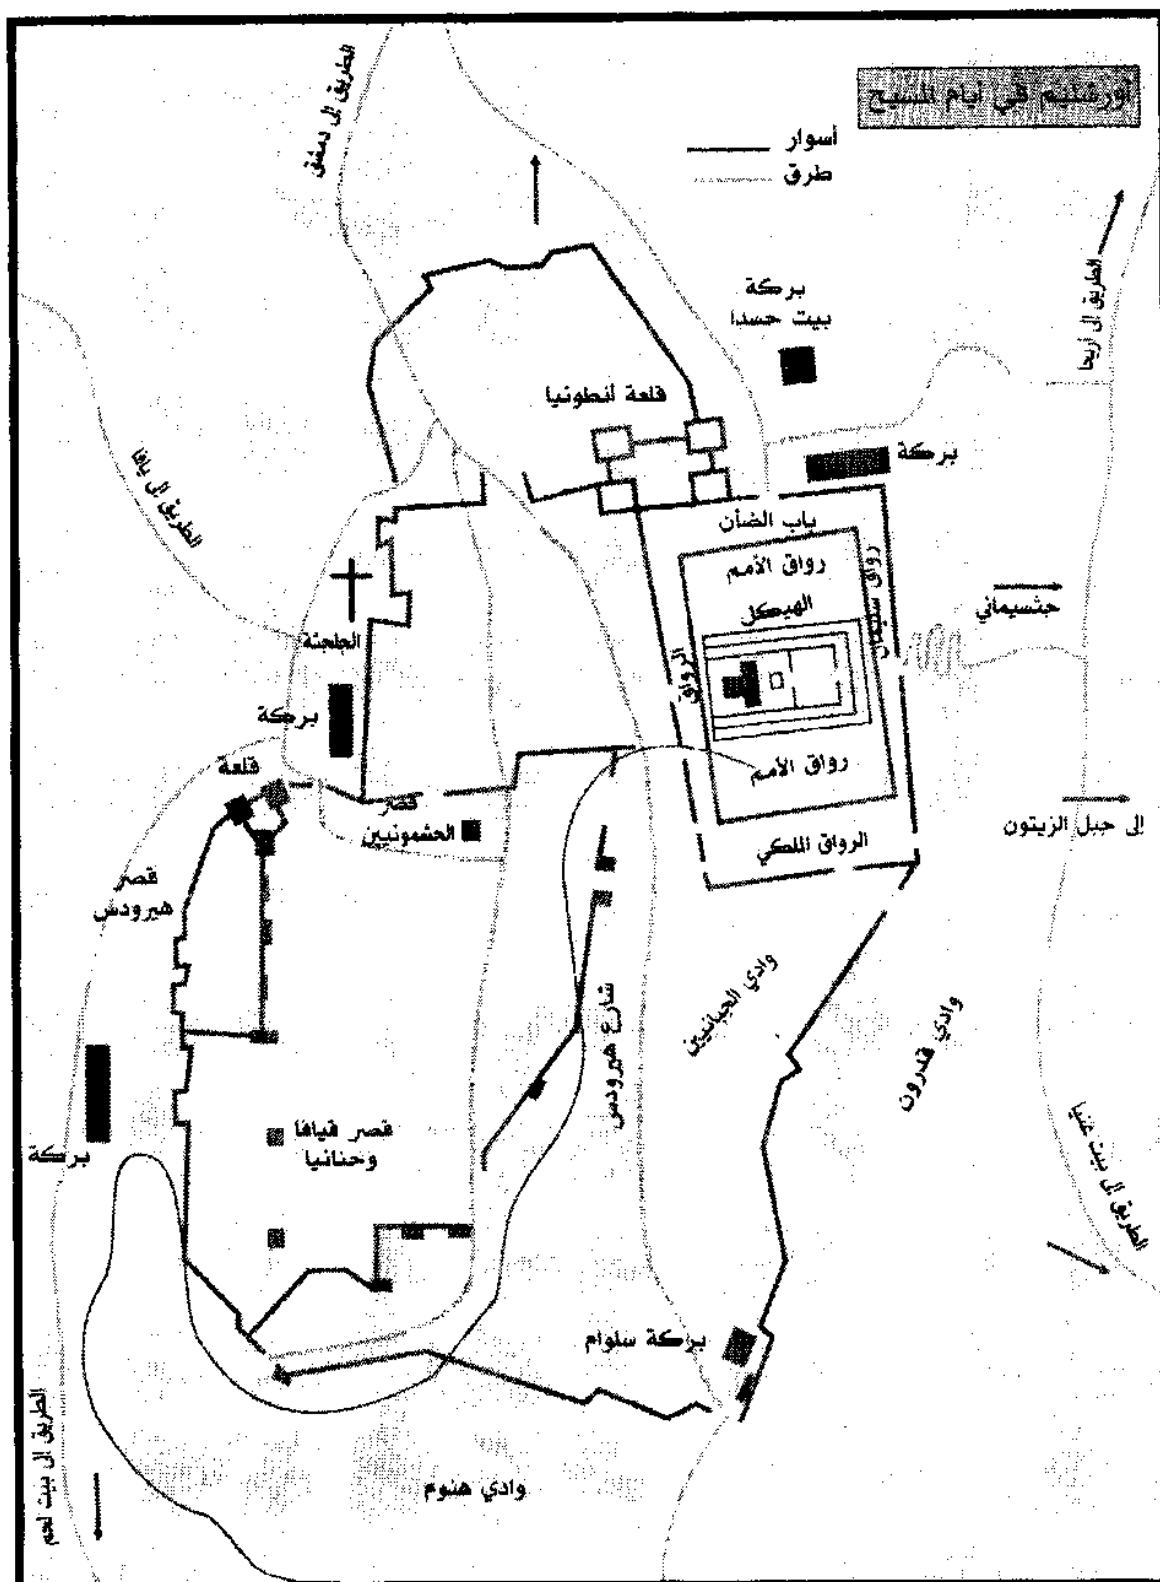 أورشليم في أيام المسيح
أسوار
طرق
الطريق إلى دمشق
الطريق إلى أريحا
بركة
بيت حسدا
قلعة أنطونيا
بركة
الطريق إلى يافا
باب الضأن
رواق الأمم
رواق سليمان
الهيكل
جثسيماني
الجلجثة
الرواق
بركة
رواق الأمم
قلعة
قصر
الحشمونيين
إلى جبل الزيتون
الرواق الملكي
قصر
هيرودس
وادي الجبانيين
وادي قدرون
شارع هيرودس
قصر قيافا
وحنانيا
بركة
الطريق إلى بيت عنيا
بركة سلوام
الطريق الى بيت لحم
وادي هنوم